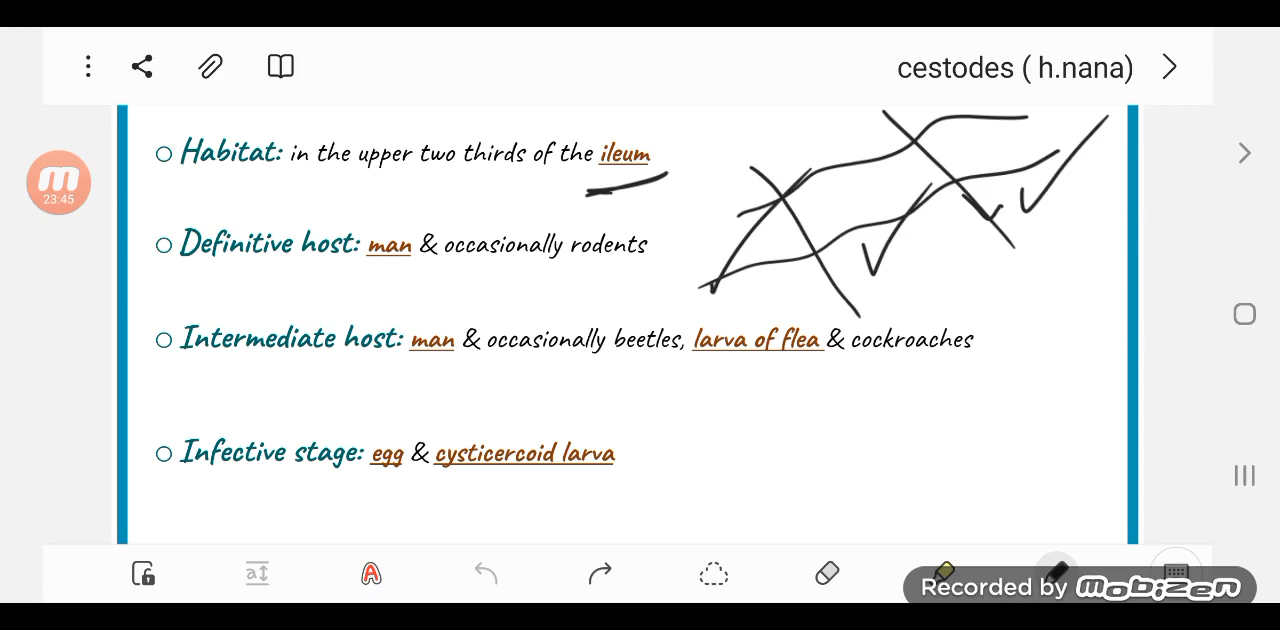 cestodes ( h.nana)
Habitat: in the upper two thirds of the ileum
23:45
Definitive host: man & occasionally rodents
Intermediate host: man & occasionally beetles, larva of flea & cockroaches
Infective stage: egg & cysticercoid larva
Recorded by mobizen